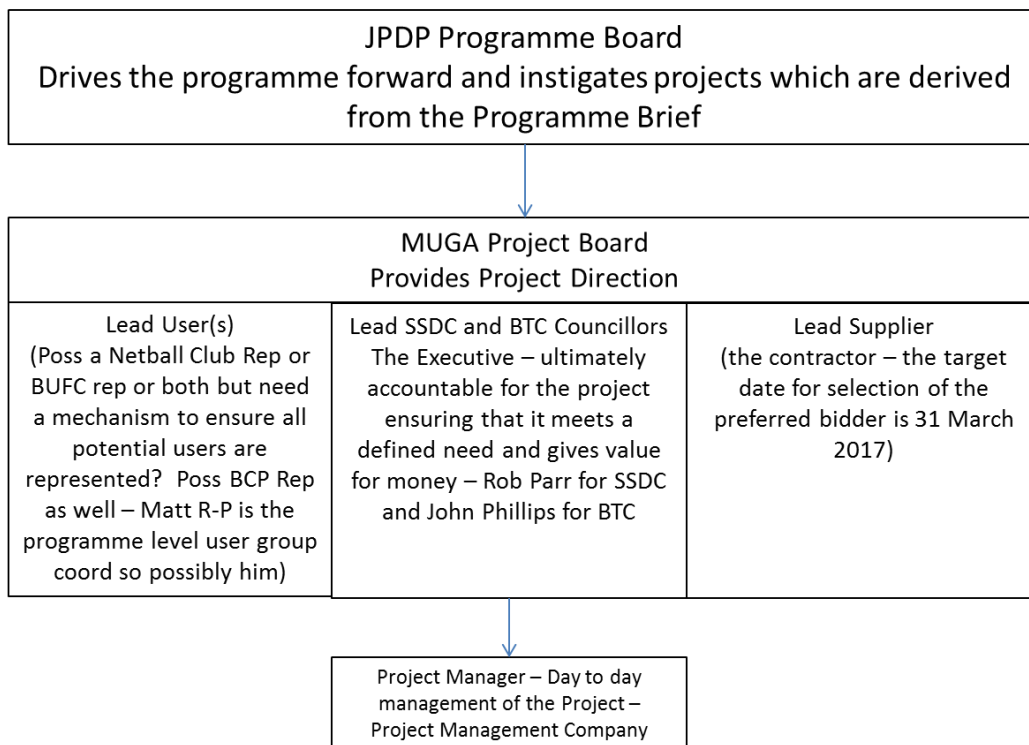 JPDP Programme Board
Drives the programme forward and instigates projects which are derived
from the Programme Brief
MUGA Project Board
Provides Project Direction
Lead User(s)
(Poss a Netball Club Rep or
BUFC rep or both but need
a mechanism to ensure all
potential users are
represented?  Poss BCP Rep
as well – Matt R-P is the
programme level user group
coord so possibly him)
Lead SSDC and BTC Councillors
The Executive – ultimately
accountable for the project
ensuring that it meets a
defined need and gives value
for money – Rob Parr for SSDC
and John Phillips for BTC
Lead Supplier
(the contractor – the target
date for selection of the
preferred bidder is 31 March
2017)
Project Manager – Day to day
management of the Project –
Project Management Company